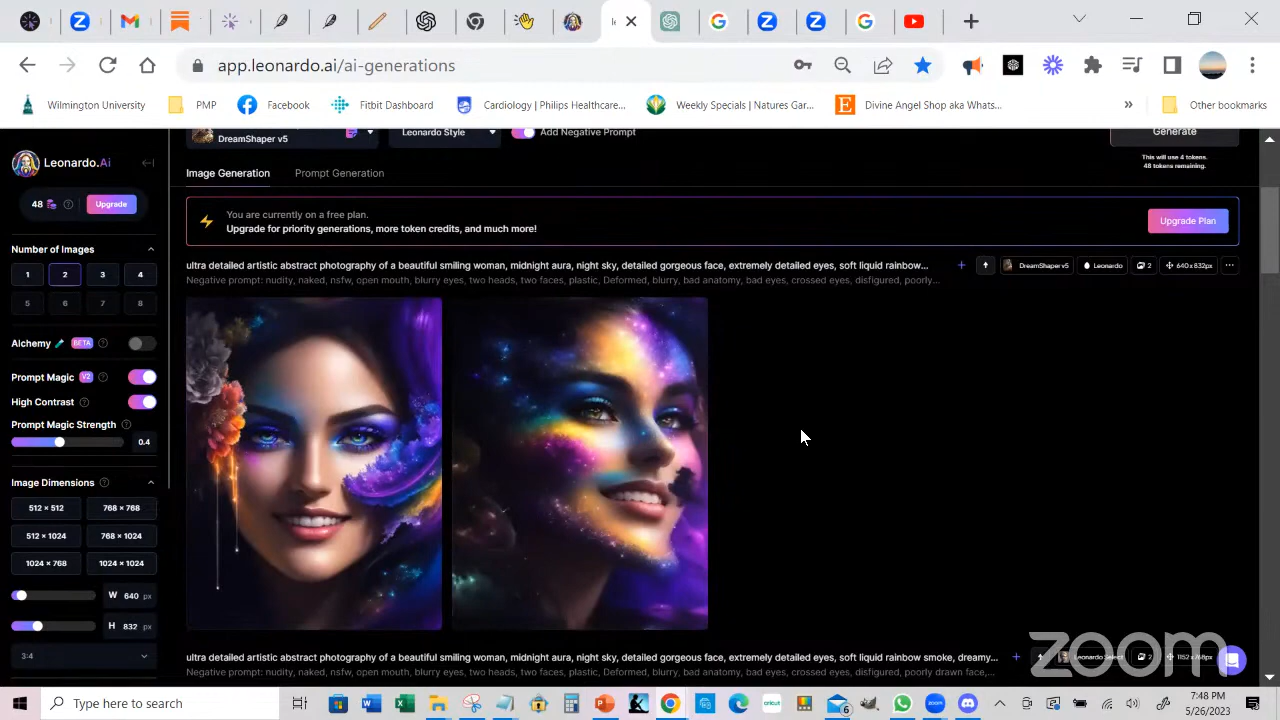 app.leonardo.ai/ai-generations
Wilmington University
PMP
Facebook
Fitbit Dashboard
Cardiology | Philips Healthcare...
Weekly Specials | Natures Gar...
Divine Angel Shop aka Whats...
»
Other bookmarks
DreamShaper v5
Leonardo Style
Add Negative Prompt
Generate
This will use 4 tokens.
48 tokens remaining.
Leonardo.Ai
48
Upgrade
Number of Images
1 2 3 4
5 6 7 8
Alchemy BETA
Prompt Magic V2
High Contrast
Prompt Magic Strength
0.4
Image Dimensions
512 × 512 768 × 768
512 × 1024 768 × 1024
1024 × 768 1024 × 1024
W 640 px
H 832 px
3:4
Image Generation Prompt Generation
You are currently on a free plan.
Upgrade for priority generations, more token credits, and much more!
Upgrade Plan
ultra detailed artistic abstract photography of a beautiful smiling woman, midnight aura, night sky, detailed gorgeous face, extremely detailed eyes, soft liquid rainbow...
DreamShaper v5 Leonardo 2 640 x 832px
Negative prompt: nudity, naked, nsfw, open mouth, blurry eyes, two heads, two faces, plastic, Deformed, blurry, bad anatomy, bad eyes, crossed eyes, disfigured, poorly...
ultra detailed artistic abstract photography of a beautiful smiling woman, midnight aura, night sky, detailed gorgeous face, extremely detailed eyes, soft liquid rainbow smoke, dreamy...
Leonardo Select 2 1152 x 768px
Negative prompt: nudity, naked, nsfw, open mouth, blurry eyes, two heads, two faces, plastic, Deformed, blurry, bad anatomy, bad eyes, crossed eyes, disfigured, poorly drawn face,...
zoom
Type here to search
cricut
zoom
6
7:48 PM
5/26/2023